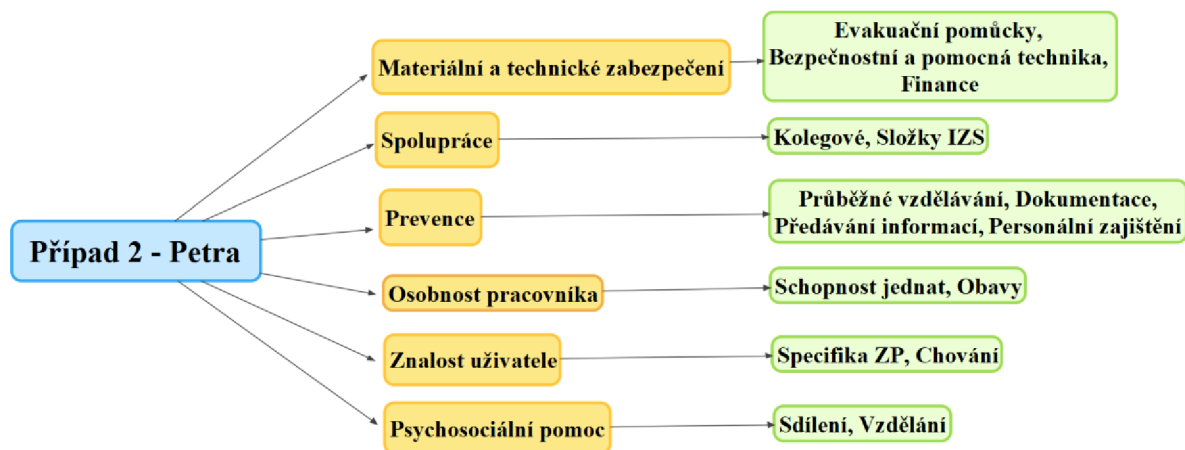 Případ 2 - Petra
Materiální a technické zabezpečení
Evakuační pomůcky,
Bezpečnostní a pomocná technika,
Finance
Spolupráce
Kolegové, Složky IZS
Prevence
Průběžné vzdělávání, Dokumentace,
Předávání informací, Personální zajištění
Osobnost pracovníka
Schopnost jednat, Obavy
Znalost uživatele
Specifika ZP, Chování
Psychosociální pomoc
Sdílení, Vzdělání